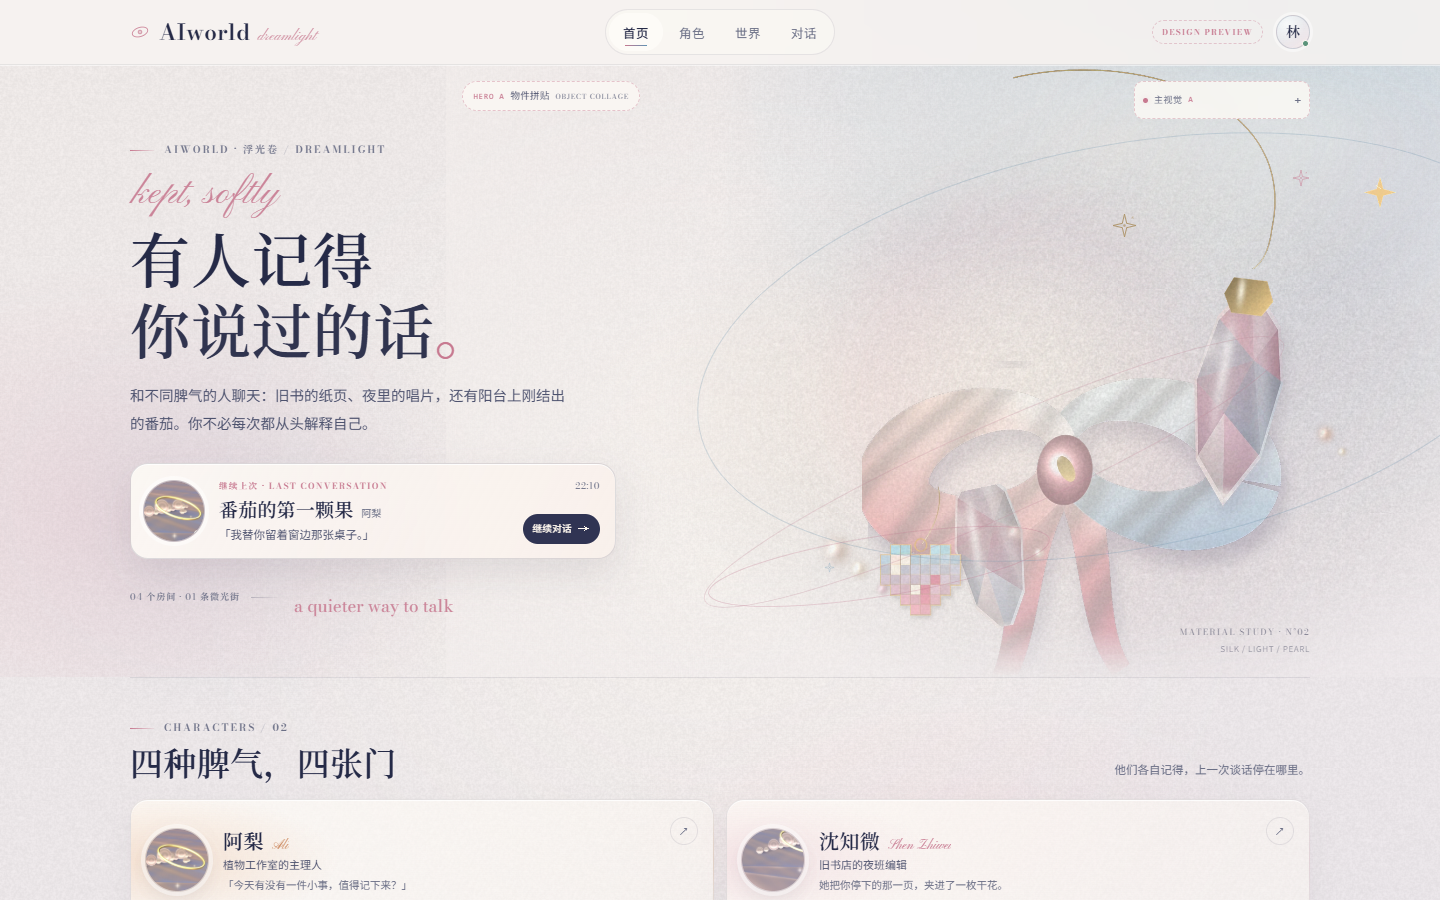 AIworld dreamlight
首页 角色 世界 对话
DESIGN PREVIEW
林
HERO A 物件拼贴 OBJECT COLLAGE
主视觉 A +
AIWORLD · 浮光卷 / DREAMLIGHT
kept, softly
有人记得
你说过的话。
和不同脾气的人聊天：旧书的纸页、夜里的唱片，还有阳台上刚结出
的番茄。你不必每次都从头解释自己。
继续上次 · LAST CONVERSATION
22:10
番茄的第一颗果 阿梨
「我替你留着窗边那张桌子。」
继续对话 →
04 个房间 · 01 条微光街
a quieter way to talk
MATERIAL STUDY · N°02
SILK / LIGHT / PEARL
CHARACTERS / 02
四种脾气，四张门
他们各自记得，上一次谈话停在哪里。
阿梨 Ali
植物工作室的主理人
「今天有没有一件小事，值得记下来？」
↗
沈知微 Shen Zhiwei
旧书店的夜班编辑
她把你停下的那一页，夹进了一枚干花。
↗